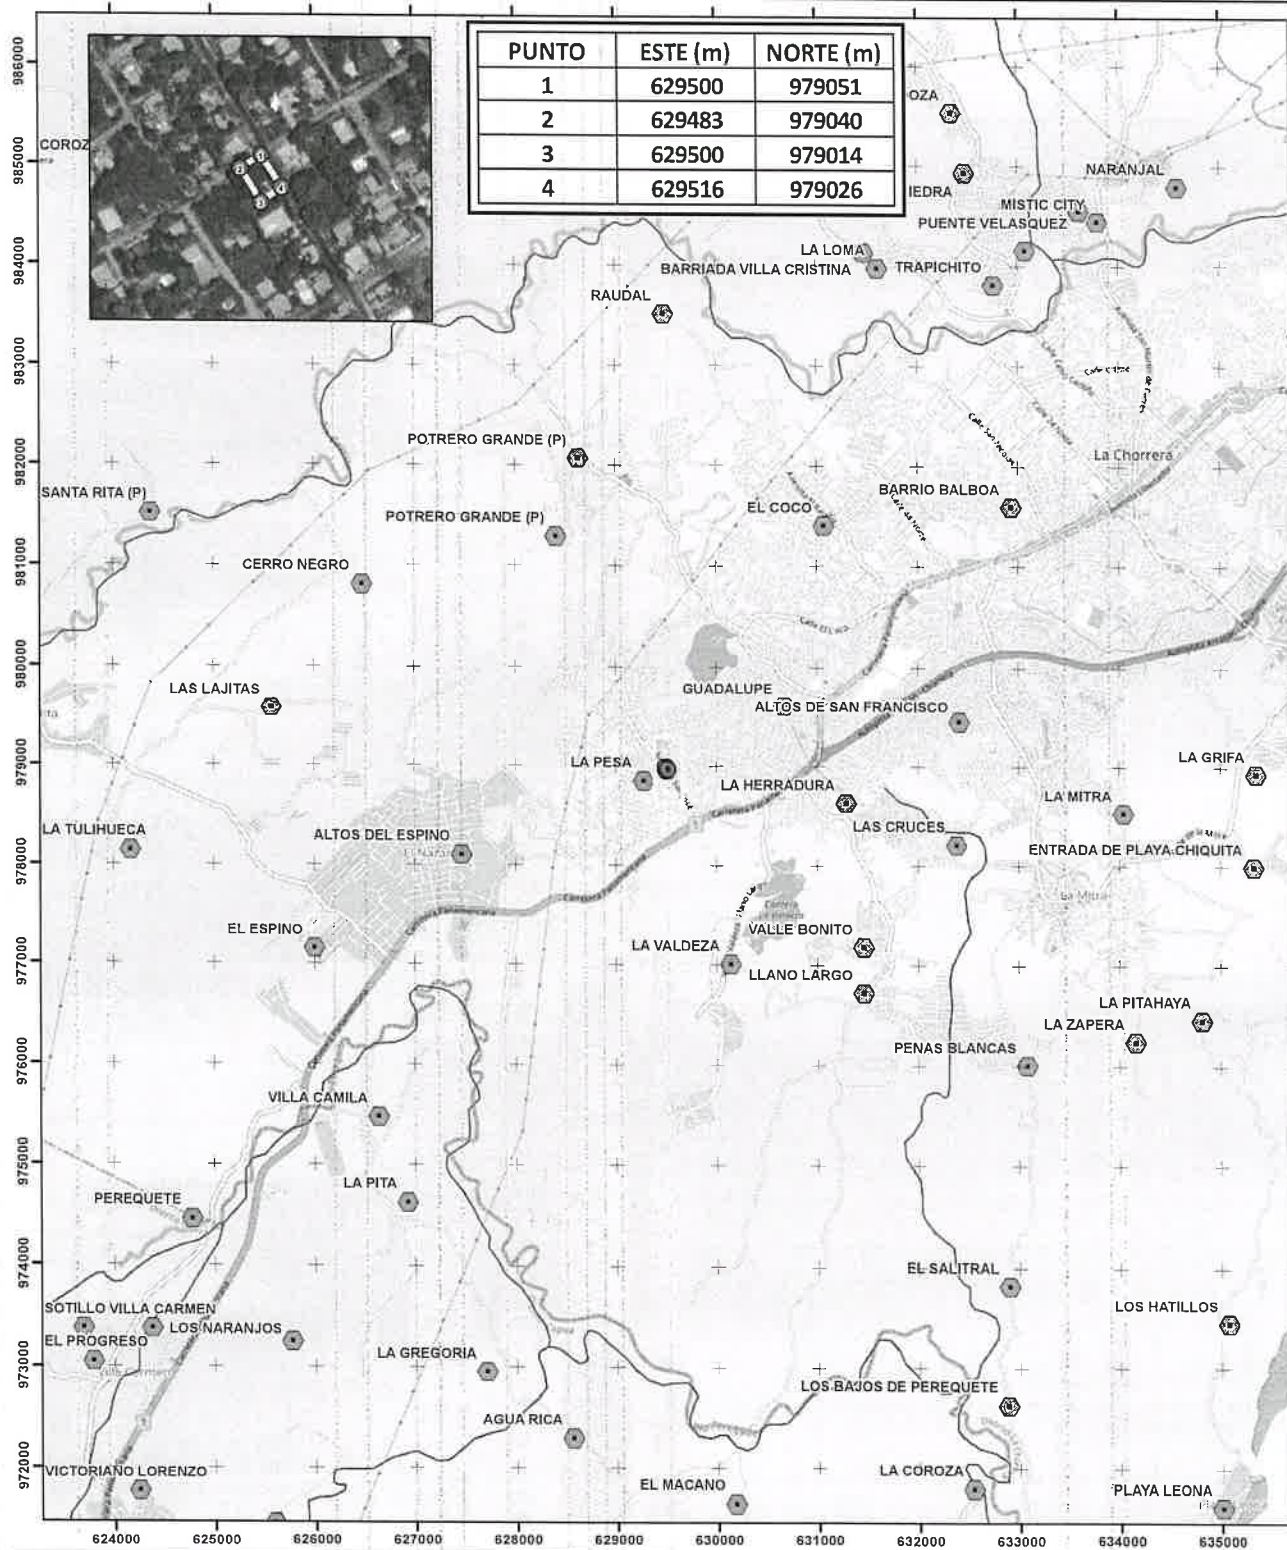 PUNTO ESTE (m) NORTE (m)
1 629500 979051
2 629483 979040
3 629500 979014
4 629516 979026
986000
985000
984000
983000
982000
981000
980000
979000
978000
977000
976000
975000
974000
973000
972000
COROZ
OZA
IEDRA
NARANJAL
MISTIC CITY
PUENTE VELASQUEZ
LA LOMA
BARRIADA VILLA CRISTINA
TRAPICHITO
RAUDAL
POTRERO GRANDE (P)
La Chorrera
SANTA RITA (P)
BARRIO BALBOA
EL COCO
POTRERO GRANDE (P)
CERRO NEGRO
LAS LAJITAS
GUADALUPE
ALTOS DE SAN FRANCISCO
LA PESA
LA GRIFA
LA HERRADURA
LA MITRA
LA TULIHUECA
ALTOS DEL ESPINO
LAS CRUCES
ENTRADA DE PLAYA CHIQUITA
La Mitra
EL ESPINO
VALLE BONITO
LA VALDEZA
LLANO LARGO
LA PITAHAYA
LA ZAPERA
PENAS BLANCAS
VILLA CAMILA
LA PITA
PEREQUETE
EL SALITRAL
SOTILLO VILLA CARMEN
LOS NARANJOS
LOS HATILLOS
EL PROGRESO
Villa Carmen
LA GREGORIA
LOS BAJOS DE PEREQUETE
AGUA RICA
VICTORIANO LORENZO
EL MACANO
LA COROZA
PLAYA LEONA
624000 625000 626000 627000 628000 629000 630000 631000 632000 633000 634000 635000